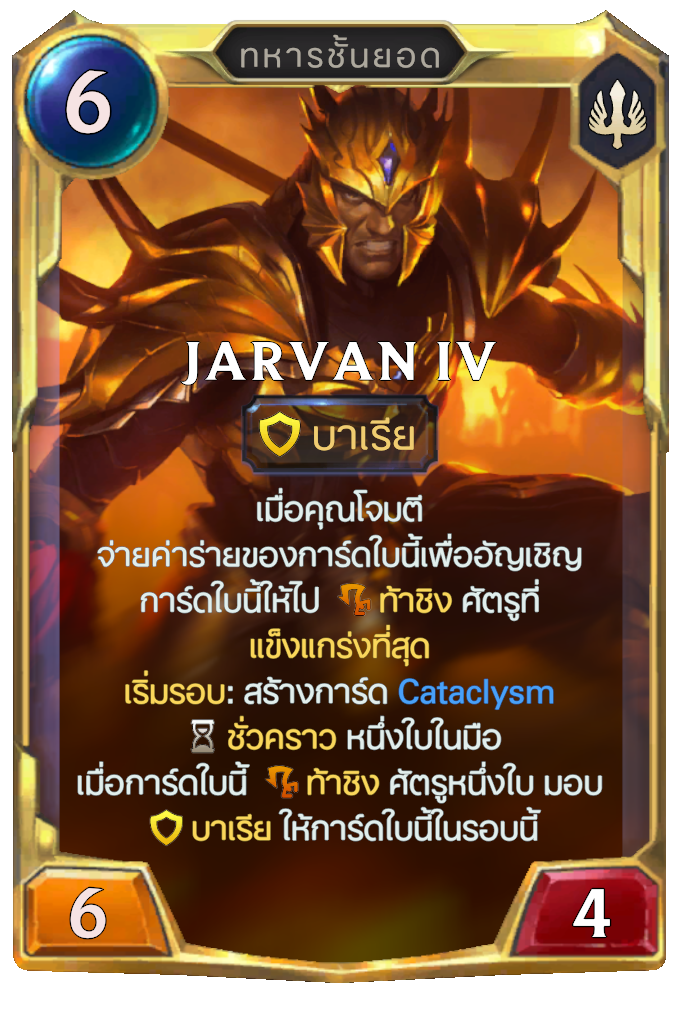 ทหารชั้นยอด
6
JARVAN IV
บาเรีย
เมื่อคุณโจมตี
จ่ายค่าร่ายของการ์ดใบนี้เพื่ออัญเชิญ
การ์ดใบนี้ให้ไป ท้าชิง ศัตรูที่
แข็งแกร่งที่สุด
เริ่มรอบ: สร้างการ์ด Cataclysm
ชั่วคราว หนึ่งใบในมือ
เมื่อการ์ดใบนี้ ท้าชิง ศัตรูหนึ่งใบ มอบ
บาเรีย ให้การ์ดใบนี้ในรอบนี้
6
4